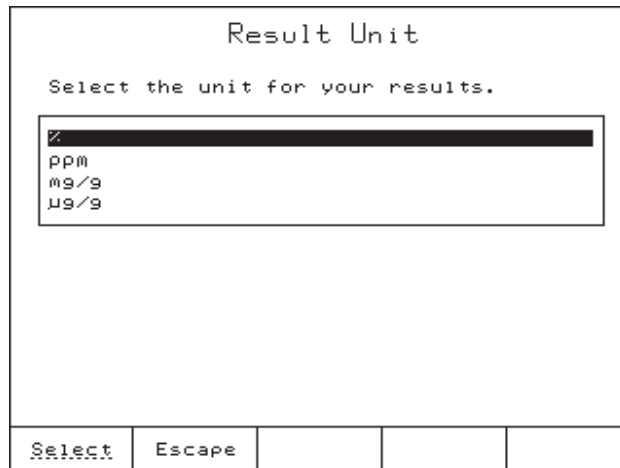 Result Unit
Select the unit for your results.
%
ppm
mg/g
µg/g
Select Escape